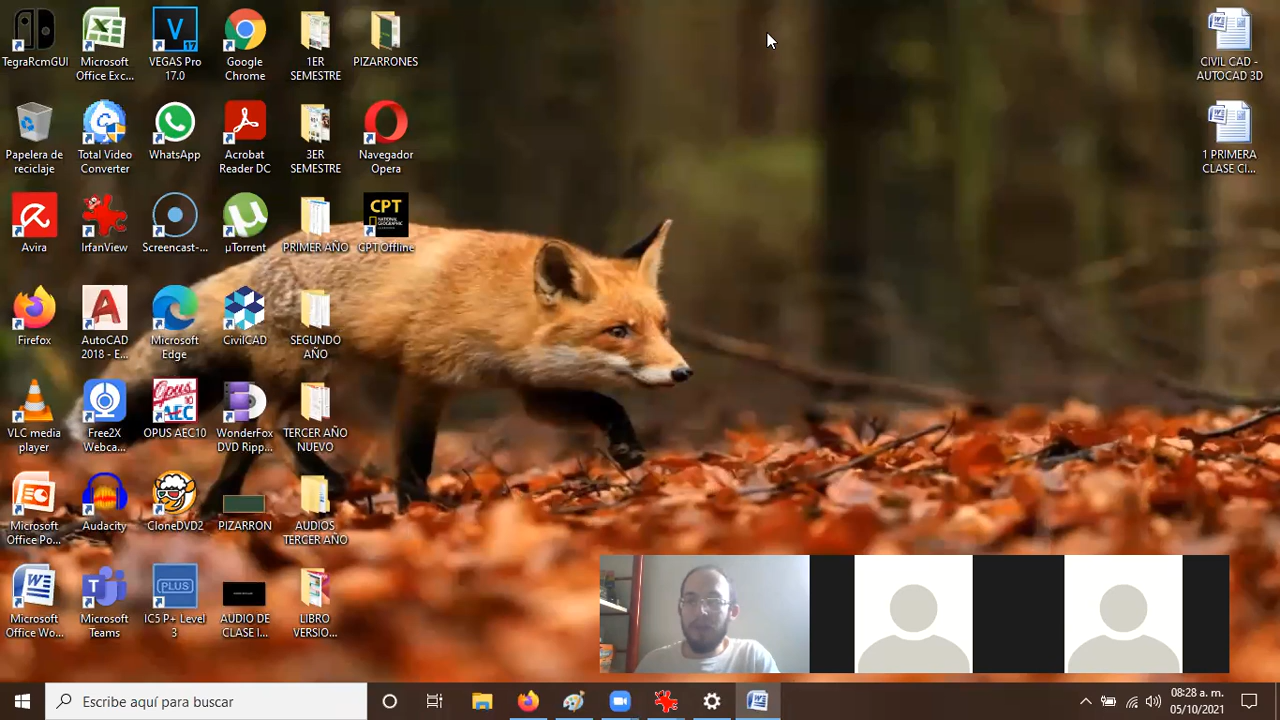 TegraRcmGUI
Microsoft
Office Exc...
VEGAS Pro
17.0
Google
Chrome
1ER
SEMESTRE
PIZARRONES
CIVIL CAD -
AUTOCAD 3D
Papelera de
reciclaje
Total Video
Converter
WhatsApp
Acrobat
Reader DC
3ER
SEMESTRE
Navegador
Opera
1 PRIMERA
CLASE CI...
Avira
IrfanView
Screencast-...
µTorrent
PRIMER AÑO
CPT
NATIONAL
GEOGRAPHIC
CPT Offline
Firefox
AutoCAD
2018 - E...
Microsoft
Edge
CivilCAD
SEGUNDO
AÑO
VLC media
player
Free2X
Webca...
Opus
AEC
OPUS AEC10
WonderFox
DVD Ripp...
TERCER AÑO
NUEVO
Microsoft
Office Po...
Audacity
CloneDVD2
PIZARRON
AUDIOS
TERCER AÑO
Microsoft
Office Wo...
Microsoft
Teams
PLUS
IC5 P+ Level
3
AUDIO DE
CLASE I...
LIBRO
VERSIO...
Escribe aquí para buscar
08:28 a. m.
05/10/2021